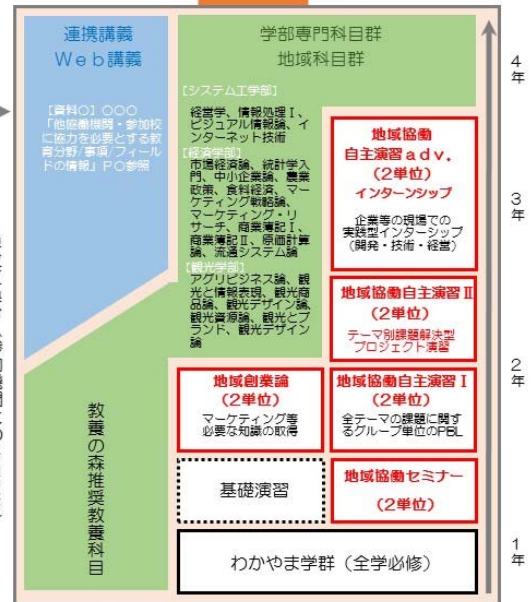 連携講義
Web講義
【資料〇】〇〇〇
「他協働機関・参加校
に協力を必要とする教
育分野/事項/フィール
ドの情報」P〇参照
学部専門科目群
地域科目群
【システム工学部】
経営学、情報処理Ⅰ、
ビジュアル情報論、イ
ンターネット技術
【経済学部】
市場経済論、統計学入
門、中小企業論、農業
政策、食料経済、マー
ケティング戦略論、
マーケティング・リ
サーチ、商業簿記Ⅰ、
商業簿記Ⅱ、原価計算
論、流通システム論
【観光学部】
アグリビジネス論、観
光と情報表現、観光商
品論、観光デザイン論、
観光資源論、観光とブ
ランド、観光デザイン
論
地域協働
自主演習adv.
(2単位)
インターンシップ
企業等の現場での
実践型インターシップ
(開発・技術・経営)
地域協働自主演習Ⅱ
(2単位)
テーマ別課題解決型
プロジェクト演習
地域創業論
(2単位)
マーケティング等
必要な知識の取得
地域協働自主演習Ⅰ
(2単位)
全テーマの課題に関す
るグループ単位のPBL
教養の森推奨教養科目
基礎演習
地域協働セミナー
(2単位)
わかやま学群(全学必修)
4年
3年
2年
1年